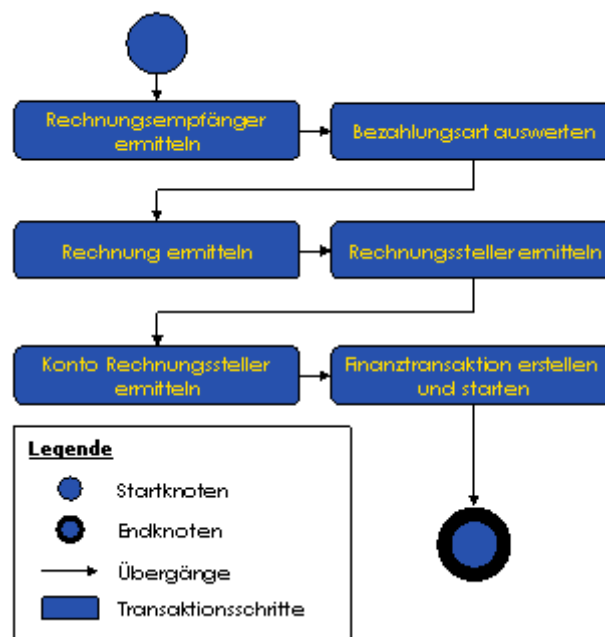 Rechnungsempfänger
ermitteln
Bezahlungsart auswerten
Rechnung ermitteln
Rechnungssteller ermitteln
Konto Rechnungssteller
ermitteln
Finanztransaktion erstellen
und starten
Legende
Startknoten
Endknoten
Übergänge
Transaktionsschritte